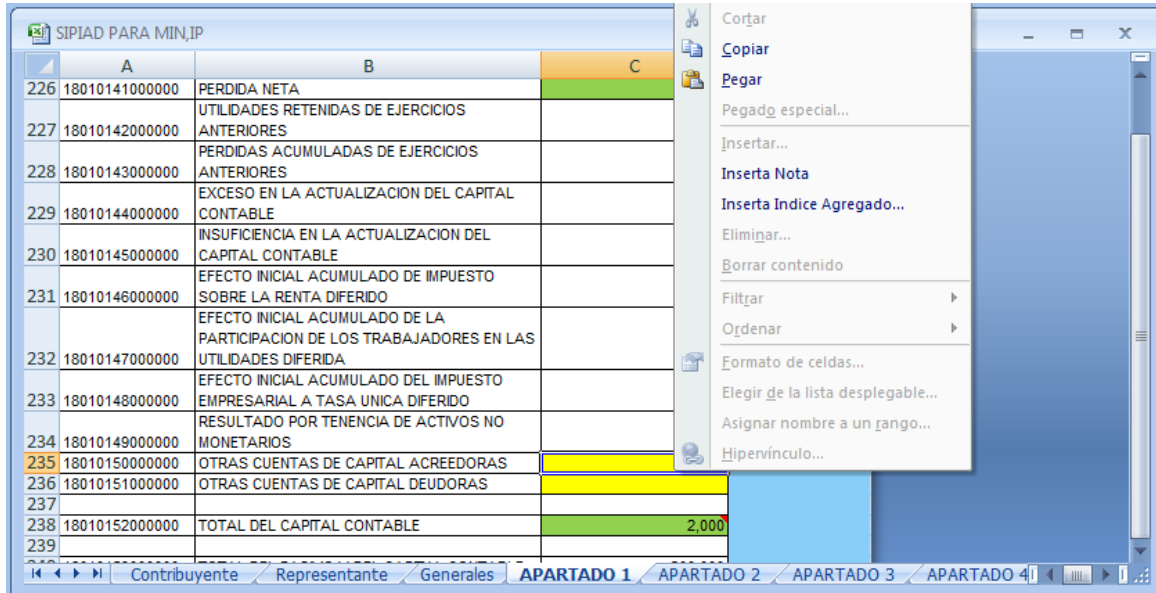 SIPIAD PARA MIN,IP
A B C
226 18010141000000 PERDIDA NETA
UTILIDADES RETENIDAS DE EJERCICIOS
227 18010142000000 ANTERIORES
PERDIDAS ACUMULADAS DE EJERCICIOS
228 18010143000000 ANTERIORES
EXCESO EN LA ACTUALIZACION DEL CAPITAL
229 18010144000000 CONTABLE
INSUFICIENCIA EN LA ACTUALIZACION DEL
230 18010145000000 CAPITAL CONTABLE
EFECTO INICIAL ACUMULADO DE IMPUESTO
231 18010146000000 SOBRE LA RENTA DIFERIDO
EFECTO INICIAL ACUMULADO DE LA
PARTICIPACION DE LOS TRABAJADORES EN LAS
232 18010147000000 UTILIDADES DIFERIDA
EFECTO INICIAL ACUMULADO DEL IMPUESTO
233 18010148000000 EMPRESARIAL A TASA UNICA DIFERIDO
RESULTADO POR TENENCIA DE ACTIVOS NO
234 18010149000000 MONETARIOS
235 18010150000000 OTRAS CUENTAS DE CAPITAL ACREEDORAS
236 18010151000000 OTRAS CUENTAS DE CAPITAL DEUDORAS
237
238 18010152000000 TOTAL DEL CAPITAL CONTABLE 2,000
239
Cortar
Copiar
Pegar
Pegado especial...
Insertar...
Inserta Nota
Inserta Indice Agregado...
Eliminar...
Borrar contenido
Filtrar
Ordenar
Formato de celdas...
Elegir de la lista desplegable...
Asignar nombre a un rango...
Hipervínculo...
Contribuyente Representante Generales APARTADO 1 APARTADO 2 APARTADO 3 APARTADO 4